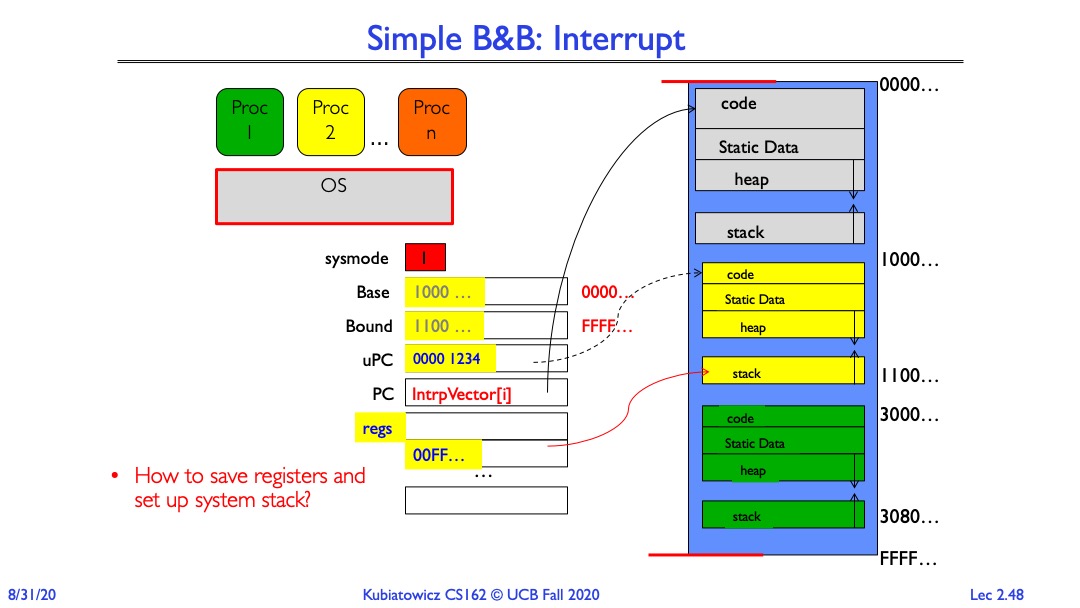 Simple B&B: Interrupt
Proc
1
Proc
2
…
Proc
n
OS
sysmode
1
Base
1000 …
0000…
Bound
1100 …
FFFF…
uPC
0000 1234
PC
IntrpVector[i]
regs
00FF…
…
• How to save registers and
set up system stack?
code
Static Data
heap
stack
code
Static Data
heap
stack
code
Static Data
heap
stack
0000…
1000…
1100…
3000…
3080…
FFFF…
8/31/20
Kubiatowicz CS162 © UCB Fall 2020
Lec 2.48